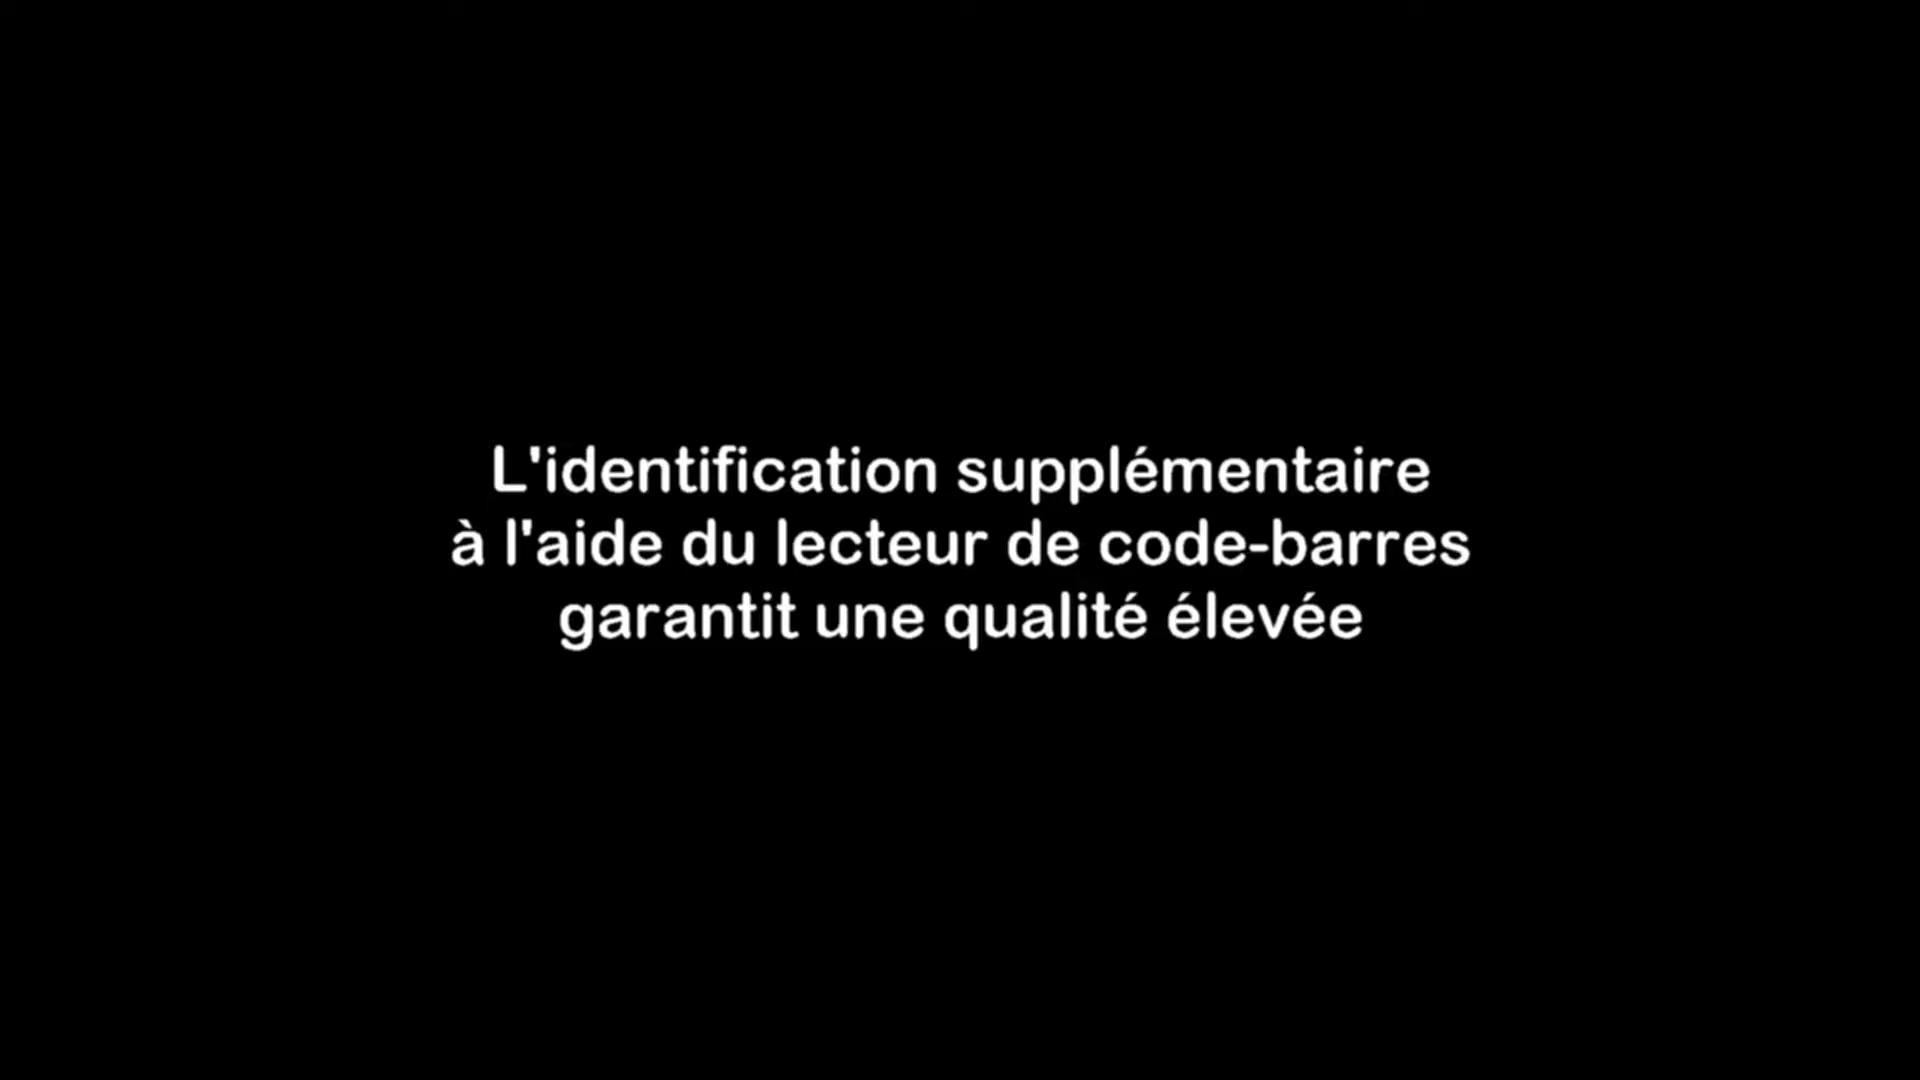 L'identification supplémentaire
à l'aide du lecteur de code-barres
garantit une qualité élevée